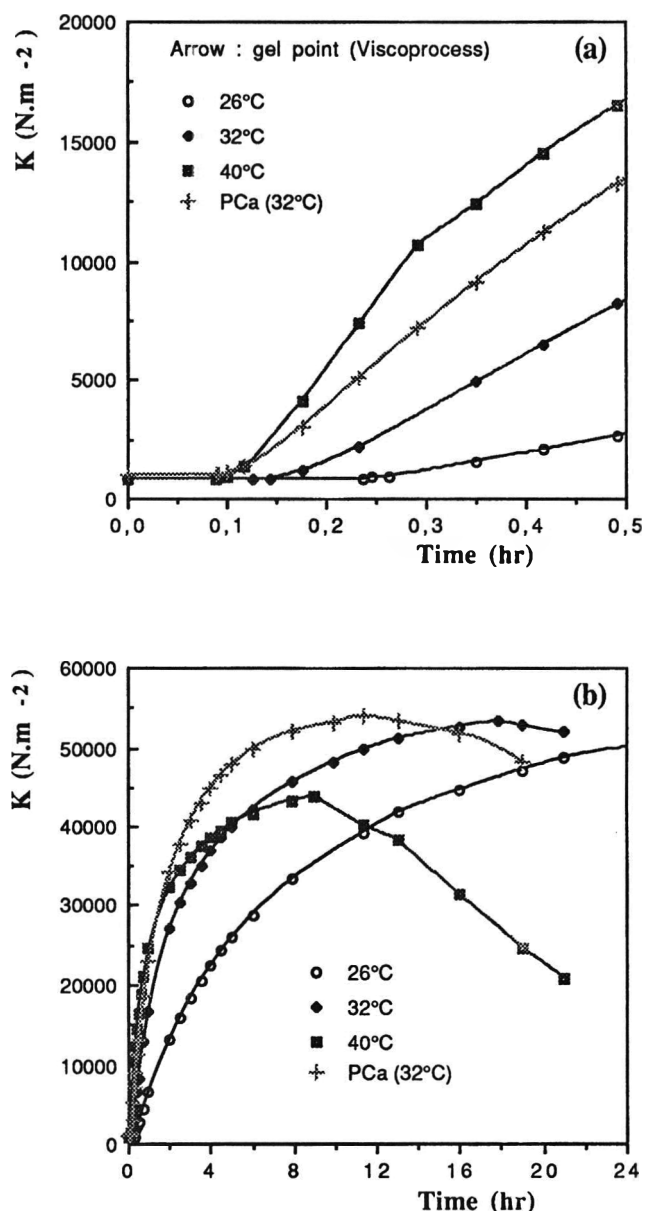 20000
15000
10000
5000
0
K (N.m -2)
Arrow : gel point (Viscoprocess)
(a)
26°C
32°C
40°C
PCa (32°C)
0,0 0,1 0,2 0,3 0,4 0,5
Time (hr)
60000
50000
40000
30000
20000
10000
0
K (N.m -2)
(b)
26°C
32°C
40°C
PCa (32°C)
0 4 8 12 16 20 24
Time (hr)